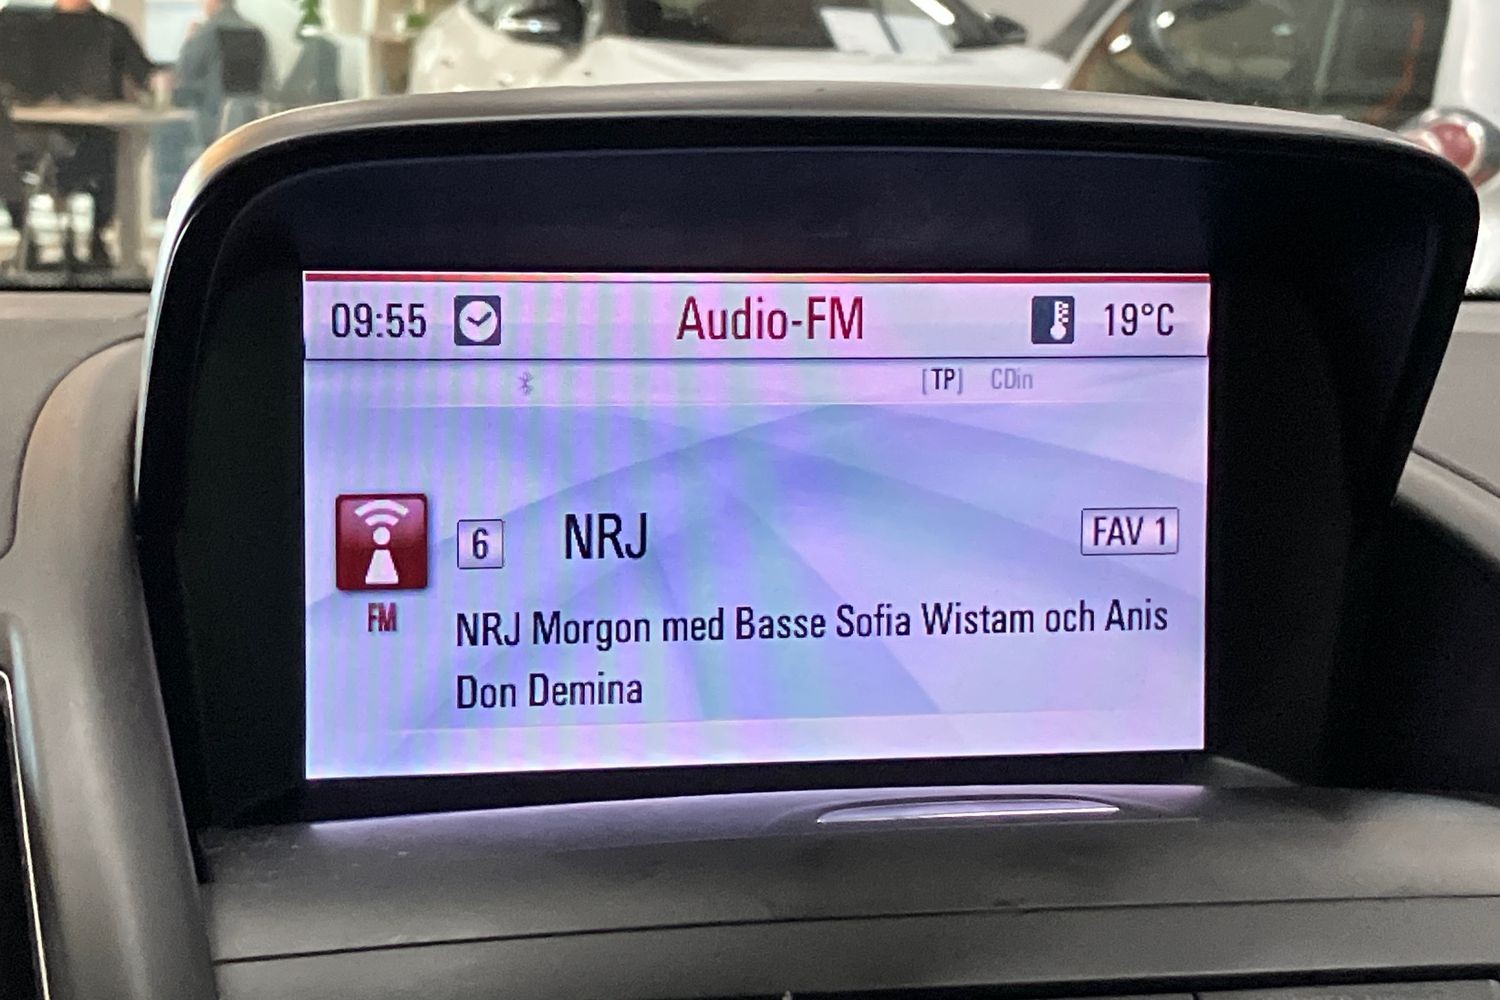 09:55 Audio-FM 19°C
[TP] CDin
6 NRJ FAV 1
FM
NRJ Morgon med Basse Sofia Wistam och Anis
Don Demina